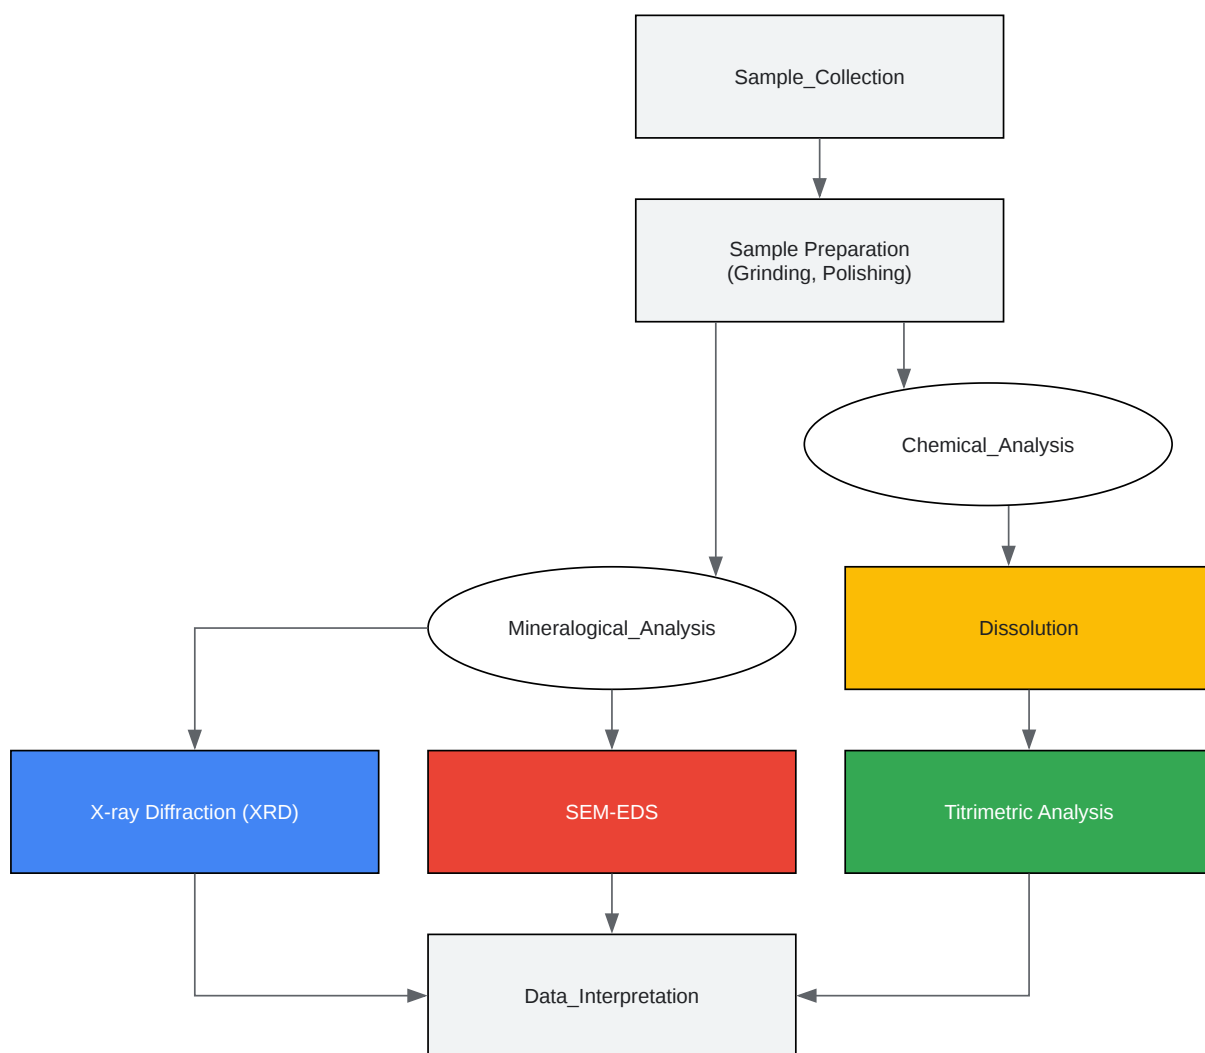 Sample_Collection
Sample Preparation
(Grinding, Polishing)
Chemical_Analysis
Mineralogical_Analysis
Dissolution
X-ray Diffraction (XRD)
SEM-EDS
Titrimetric Analysis
Data_Interpretation